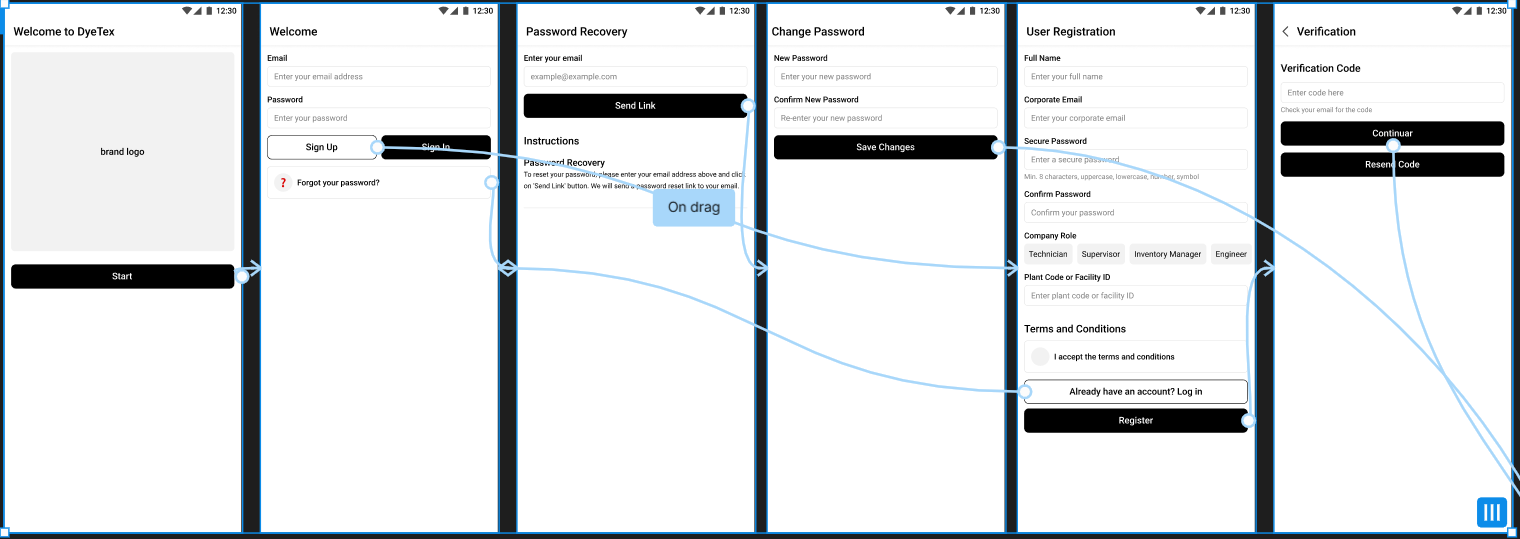 12:30
Welcome to DyeTex
brand logo
Start
12:30
Welcome
Email
Enter your email address
Password
Enter your password
Sign Up
Sign In
?
Forgot your password?
12:30
Password Recovery
Enter your email
example@example.com
Send Link
Instructions
Password Recovery
To reset your password, please enter your email address above and click
on 'Send Link' button. We will send a password reset link to your email.
On drag
12:30
Change Password
New Password
Enter your new password
Confirm New Password
Re-enter your new password
Save Changes
12:30
User Registration
Full Name
Enter your full name
Corporate Email
Enter your corporate email
Secure Password
Enter a secure password
Min. 8 characters, uppercase, lowercase, number, symbol
Confirm Password
Confirm your password
Company Role
Technician Supervisor Inventory Manager Engineer
Plant Code or Facility ID
Enter plant code or facility ID
Terms and Conditions
I accept the terms and conditions
Already have an account? Log in
Register
12:30
Verification
Verification Code
Enter code here
Check your email for the code
Continuar
Resend Code